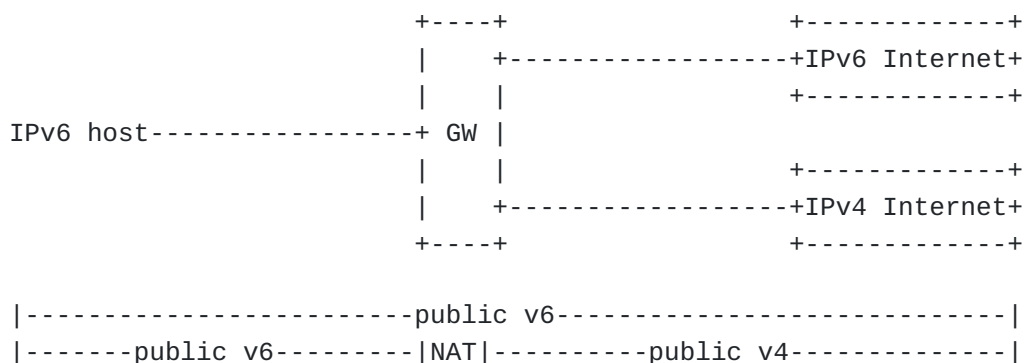 +----+                  +-------------+
                          |    +------------------+IPv6 Internet+
                          |    |                  +-------------+
IPv6 host-----------------+ GW |
                          |    |                  +-------------+
                          |    +------------------+IPv4 Internet+
                          +----+                  +-------------+

|-------------------------public v6-----------------------------|
|-------public v6---------|NAT|----------public v4--------------|